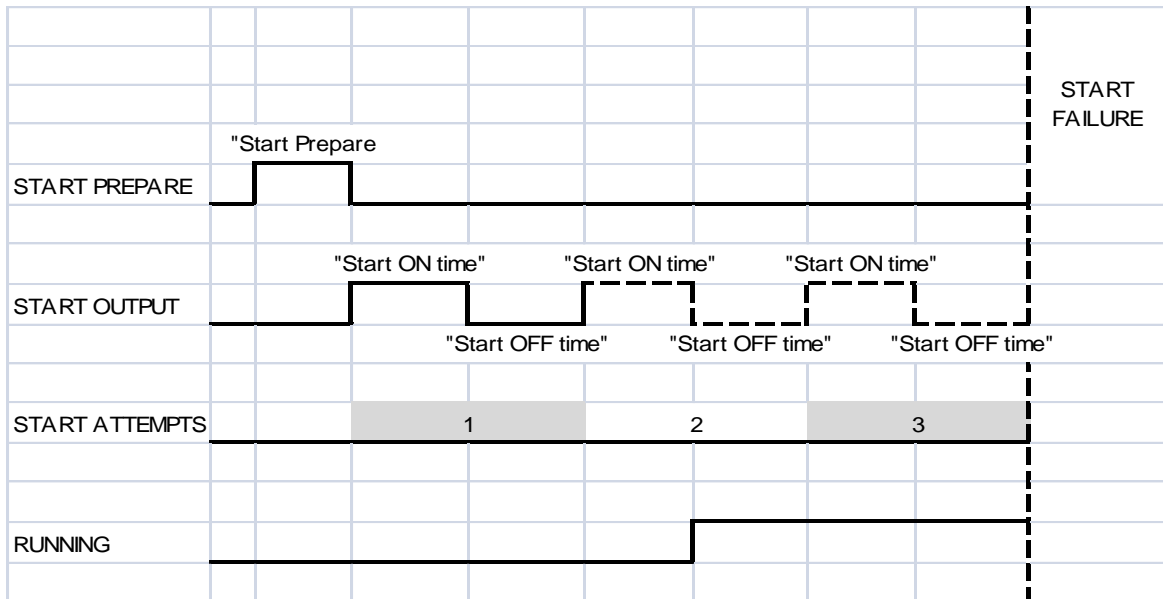 START
FAILURE
"Start Prepare
START PREPARE
"Start ON time" "Start ON time" "Start ON time"
START OUTPUT
"Start OFF time" "Start OFF time" "Start OFF time"
START ATTEMPTS 1 2 3
RUNNING